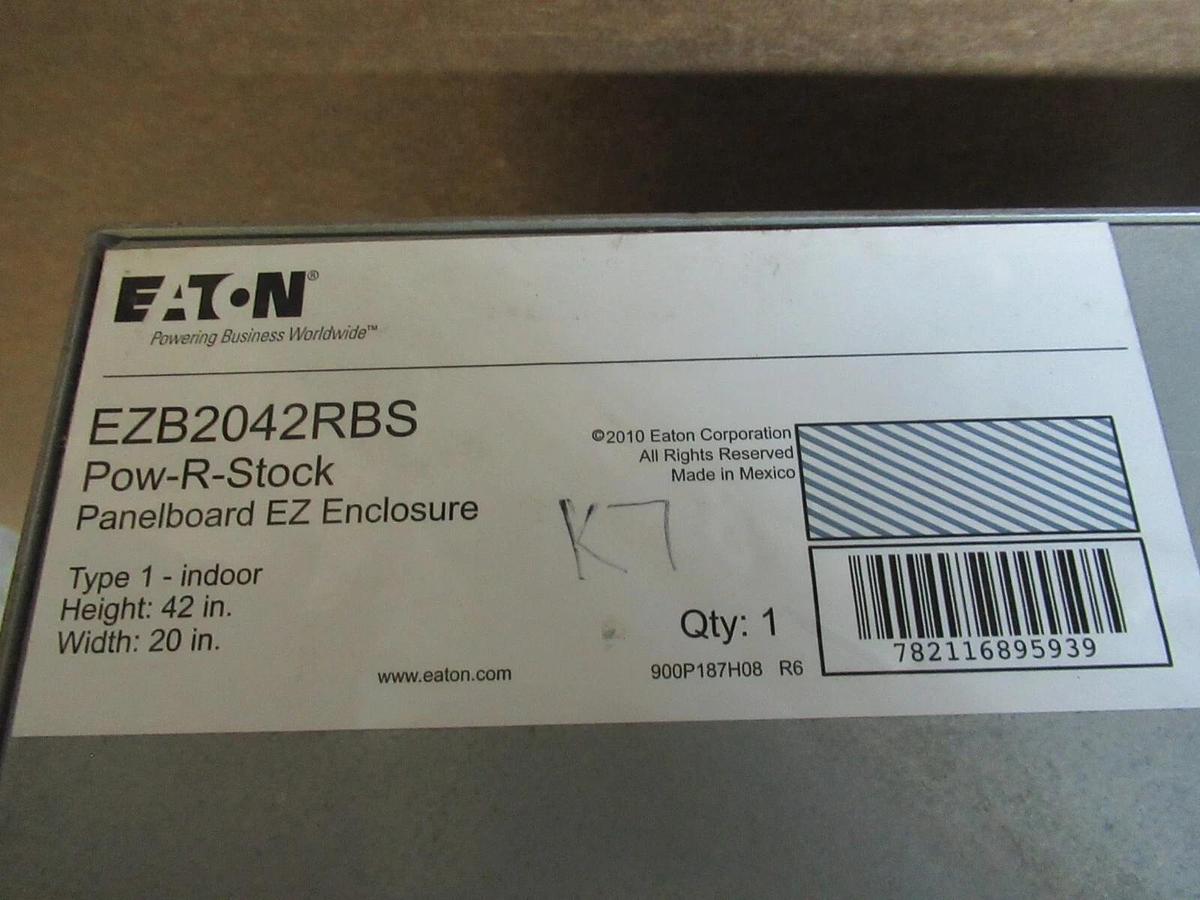 EATON®
Powering Business Worldwide™
EZB2042RBS
Pow-R-Stock
Panelboard EZ Enclosure
Type 1 - indoor
Height: 42 in.
Width: 20 in.
www.eaton.com
©2010 Eaton Corporation
All Rights Reserved
Made in Mexico
K7
Qty: 1
900P187H08 R6
782116895939